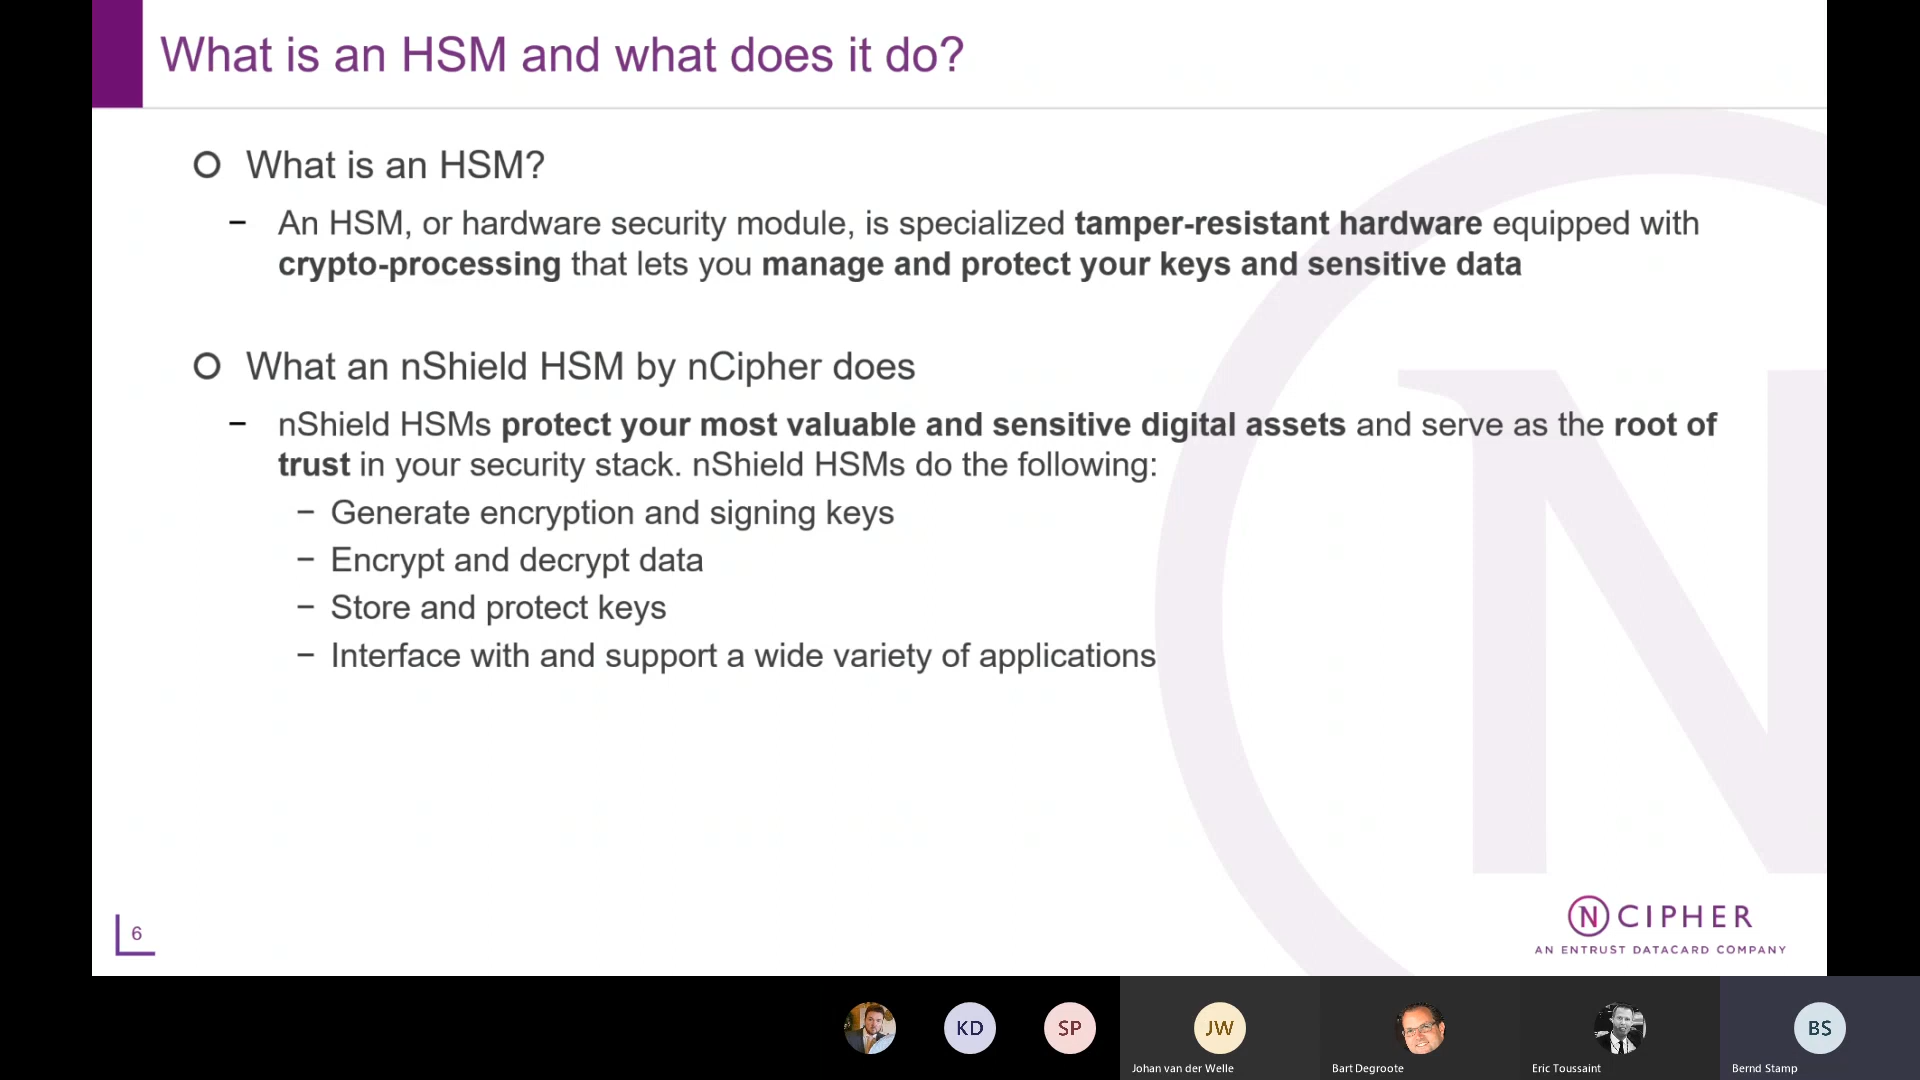 What is an HSM and what does it do?
What is an HSM?
– An HSM, or hardware security module, is specialized tamper-resistant hardware equipped with
crypto-processing that lets you manage and protect your keys and sensitive data
What an nShield HSM by nCipher does
– nShield HSMs protect your most valuable and sensitive digital assets and serve as the root of
trust in your security stack. nShield HSMs do the following:
– Generate encryption and signing keys
– Encrypt and decrypt data
– Store and protect keys
– Interface with and support a wide variety of applications
6
N CIPHER
AN ENTRUST DATACARD COMPANY
KD
SP
JW
BS
Johan van der Welle
Bart Degroote
Eric Toussaint
Bernd Stamp